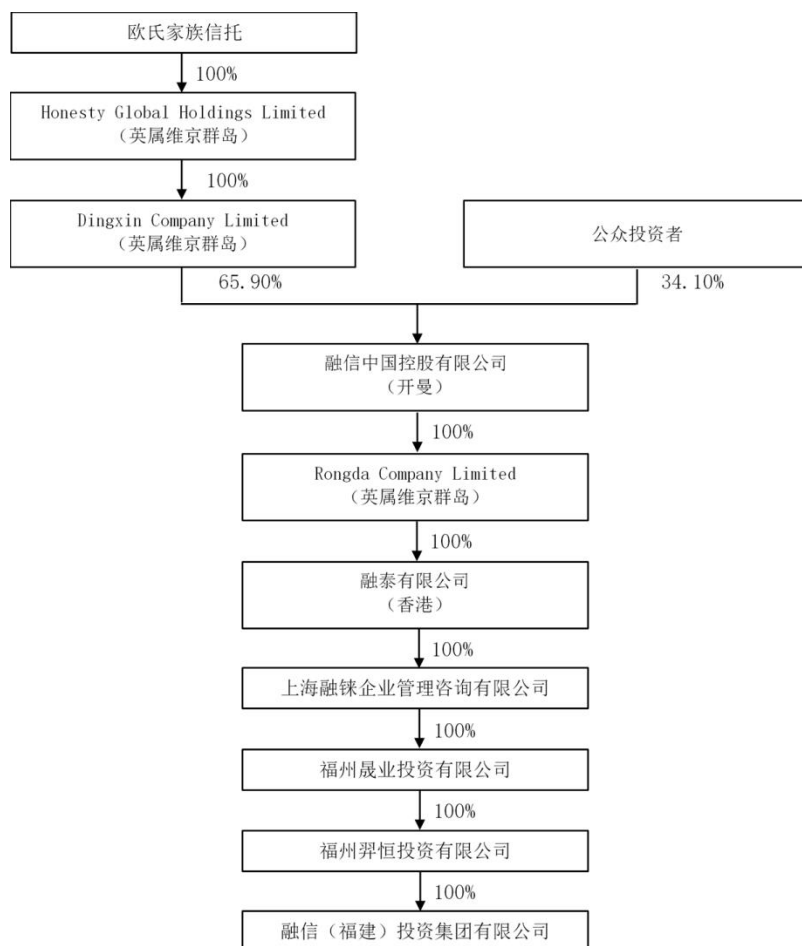 欧氏家族信托
100%
Honesty Global Holdings Limited
（英属维京群岛）
100%
Dingxin Company Limited
（英属维京群岛）
公众投资者
65.90%
34.10%
融信中国控股有限公司
（开曼）
100%
Rongda Company Limited
（英属维京群岛）
100%
融泰有限公司
（香港）
100%
上海融铼企业管理咨询有限公司
100%
福州晟业投资有限公司
100%
福州羿恒投资有限公司
100%
融信（福建）投资集团有限公司